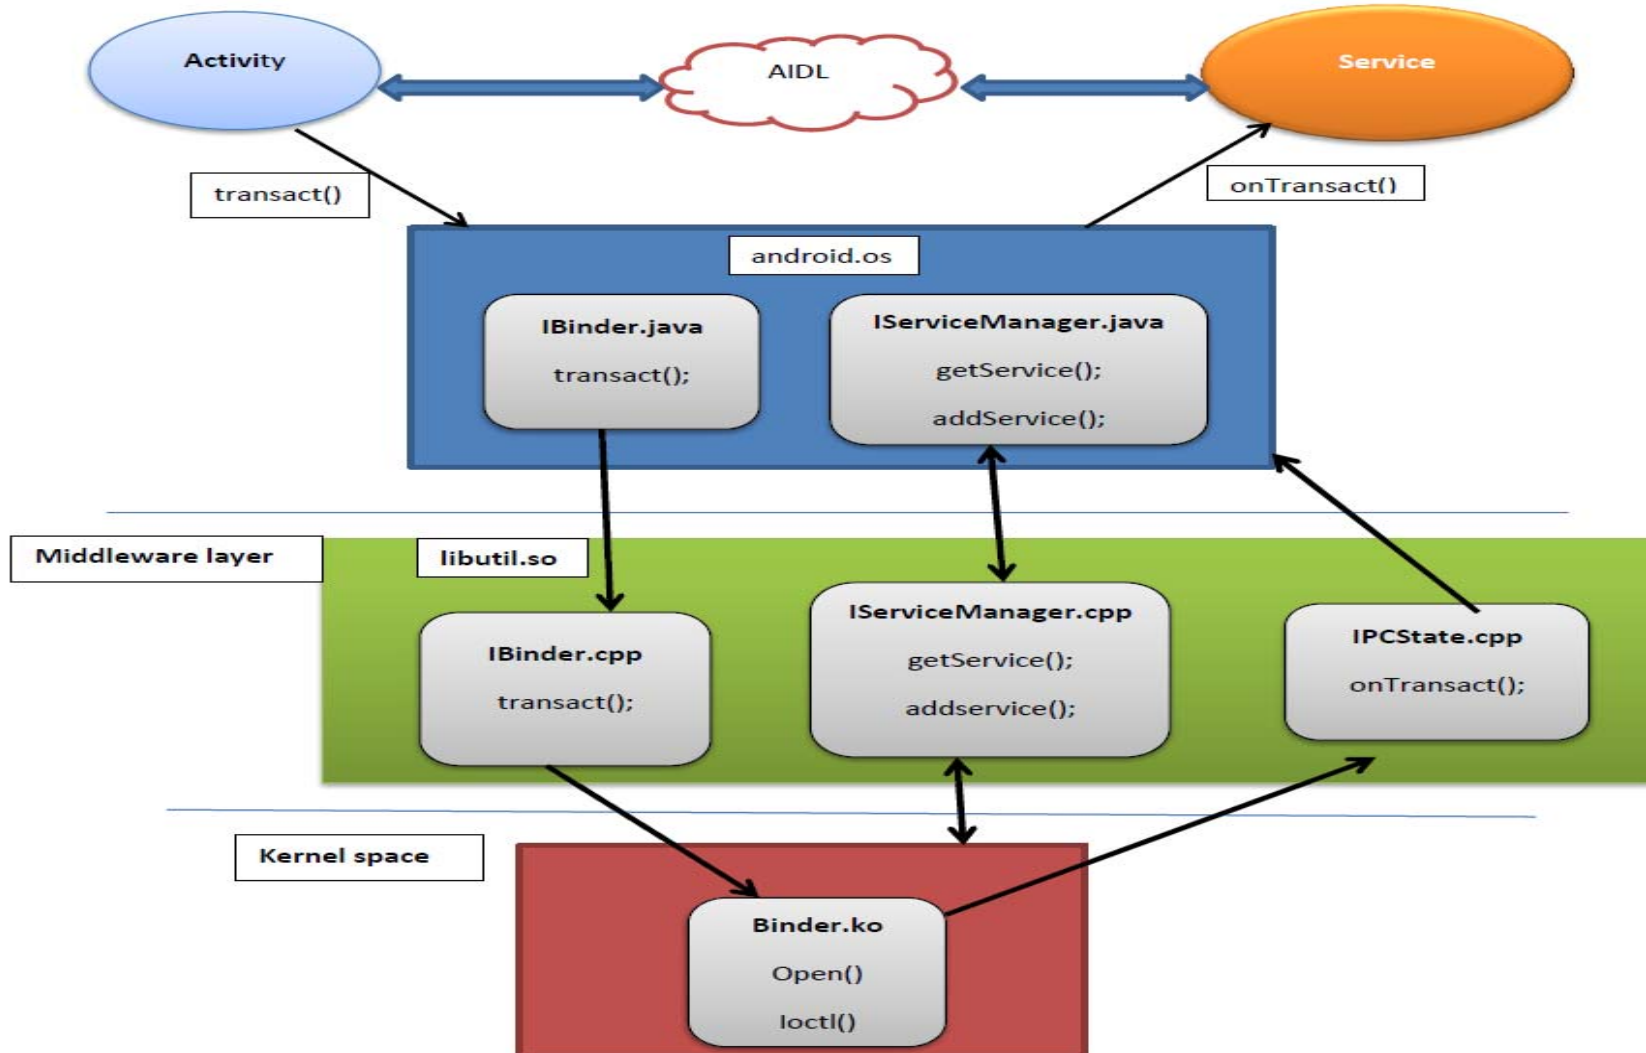 Activity
AIDL
Service
transact()
onTransact()
android.os
IBinder.java
transact();
IServiceManager.java
getService();
addService();
Middleware layer
libutil.so
IBinder.cpp
transact();
IServiceManager.cpp
getService();
addservice();
IPCState.cpp
onTransact();
Kernel space
Binder.ko
Open()
Ioctl()